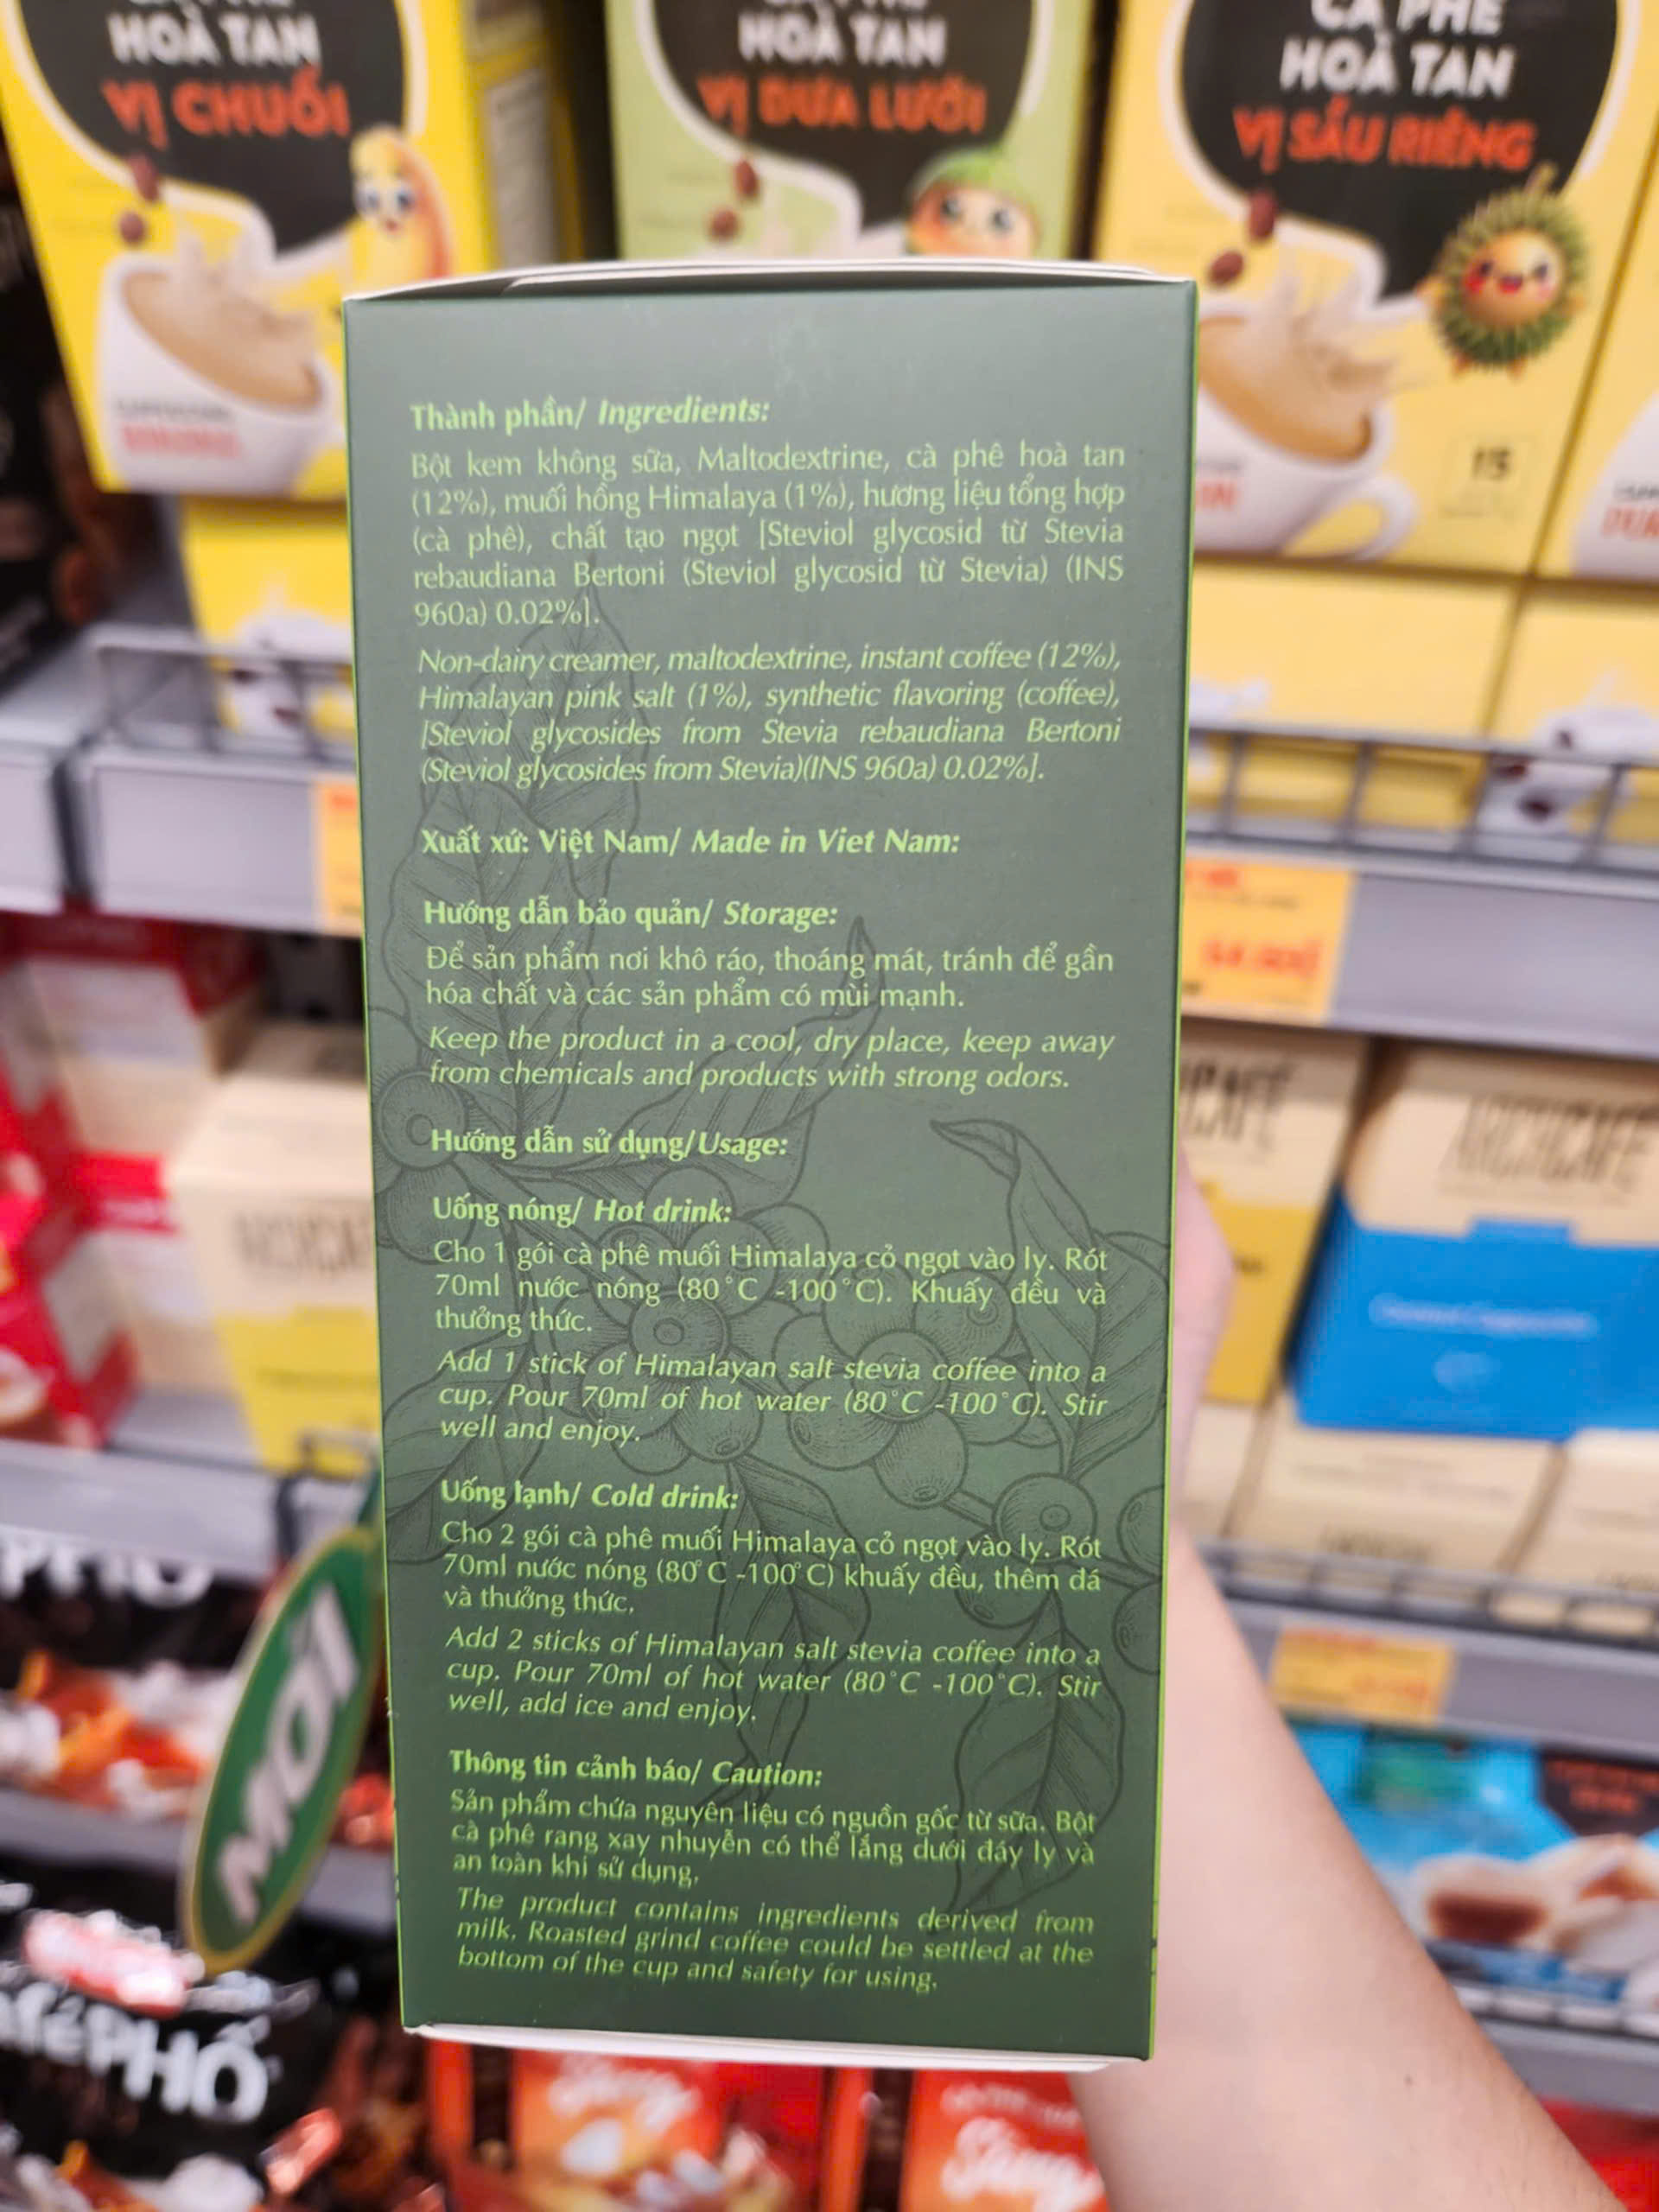 HOÀ TAN
VỊ CHUỐI
HOÀ TAN
VỊ DƯA LƯỚI
CÀ PHÊ
HOÀ TAN
VỊ SẦU RIÊNG
15
Thành phần/ Ingredients:
Bột kem không sữa, Maltodextrine, cà phê hoà tan
(12%), muối hồng Himalaya (1%), hương liệu tổng hợp
(cà phê), chất tạo ngọt [Steviol glycosid từ Stevia
rebaudiana Bertoni (Steviol glycosid từ Stevia) (INS
960a) 0.02%].
Non-dairy creamer, maltodextrine, instant coffee (12%),
Himalayan pink salt (1%), synthetic flavoring (coffee),
[Steviol glycosides from Stevia rebaudiana Bertoni
(Steviol glycosides from Stevia)(INS 960a) 0.02%].
Xuất xứ: Việt Nam/ Made in Viet Nam:
Hướng dẫn bảo quản/ Storage:
Để sản phẩm nơi khô ráo, thoáng mát, tránh để gần
hóa chất và các sản phẩm có mùi mạnh.
Keep the product in a cool, dry place, keep away
from chemicals and products with strong odors.
Hướng dẫn sử dụng/Usage:
Uống nóng/ Hot drink:
Cho 1 gói cà phê muối Himalaya cỏ ngọt vào ly. Rót
70ml nước nóng (80°C -100°C). Khuấy đều và
thưởng thức.
Add 1 stick of Himalayan salt stevia coffee into a
cup. Pour 70ml of hot water (80°C -100°C). Stir
well and enjoy.
Uống lạnh/ Cold drink:
Cho 2 gói cà phê muối Himalaya cỏ ngọt vào ly. Rót
70ml nước nóng (80°C -100°C) khuấy đều, thêm đá
và thưởng thức.
Add 2 sticks of Himalayan salt stevia coffee into a
cup. Pour 70ml of hot water (80°C -100°C). Stir
well, add ice and enjoy.
Thông tin cảnh báo/ Caution:
Sản phẩm chứa nguyên liệu có nguồn gốc từ sữa. Bột
cà phê rang xay nhuyễn có thể lắng dưới đáy ly và
an toàn khi sử dụng.
The product contains ingredients derived from
milk. Roasted grind coffee could be settled at the
bottom of the cup and safety for using.
MỚI
féPHỐ